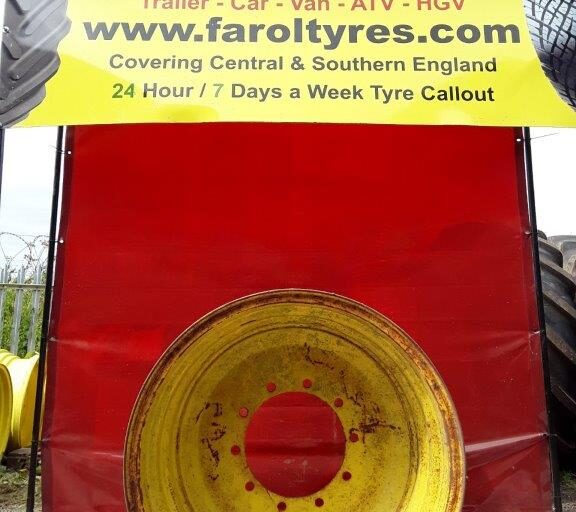 Trailer - Car - Van - ATV - HGV
www.faroltyres.com
Covering Central & Southern England
24 Hour / 7 Days a Week Tyre Callout